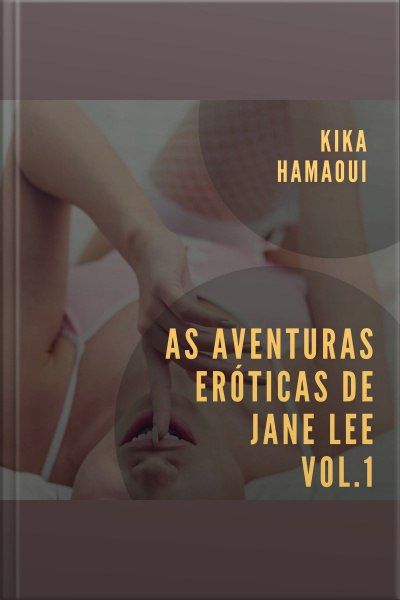 KIKA
HAMAOUI
AS AVENTURAS
ERÓTICAS DE
JANE LEE
VOL.1